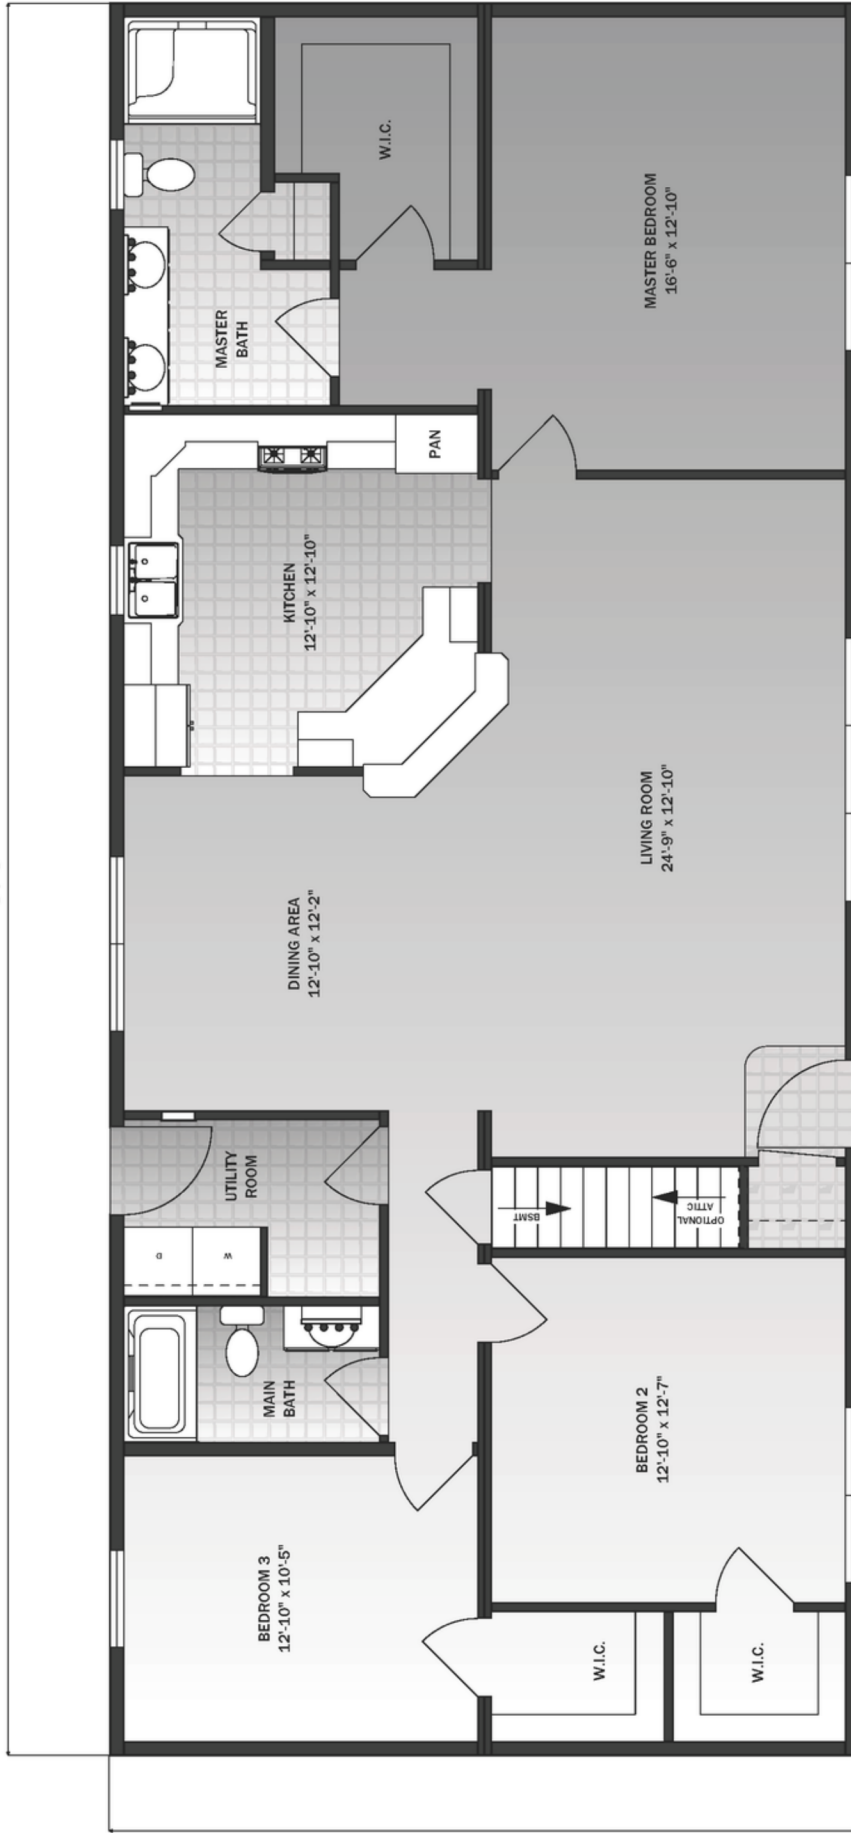 W.I.C.
MASTER BEDROOM
16'-6" x 12'-10"
MASTER
BATH
PAN
KITCHEN
12'-10" x 12'-10"
LIVING ROOM
24'-9" x 12'-10"
DINING AREA
12'-10" x 12'-2"
UTILITY
ROOM
D
W
BSMT
OPTIONAL
ATTIC
MAIN
BATH
BEDROOM 2
12'-10" x 12'-7"
BEDROOM 3
12'-10" x 10'-5"
W.I.C.
W.I.C.